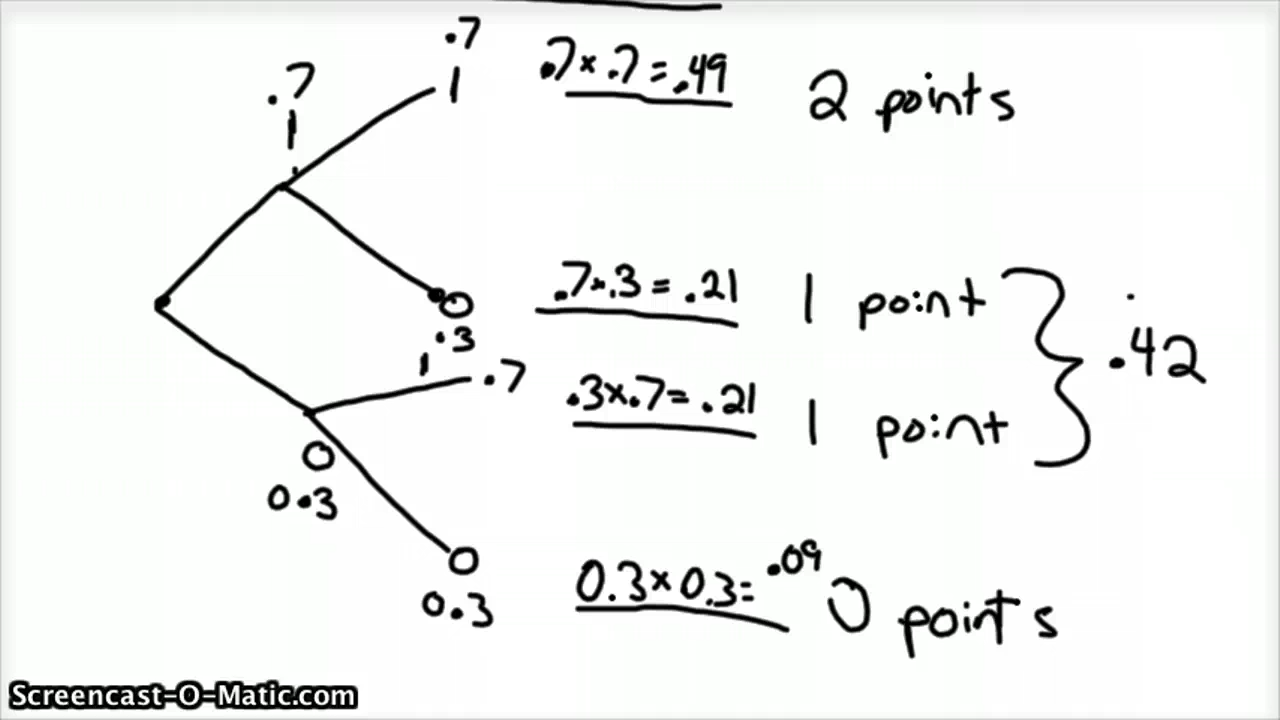 .7
.7
1
1
.7 × .7 = .49
2 points
.7 × .3 = .21
1 point
0
.3
.42
1
.7
.3 × .7 = .21
1 point
0
0.3
0.3 × 0.3 = .09
0 points
0
0.3
Screencast-O-Matic.com